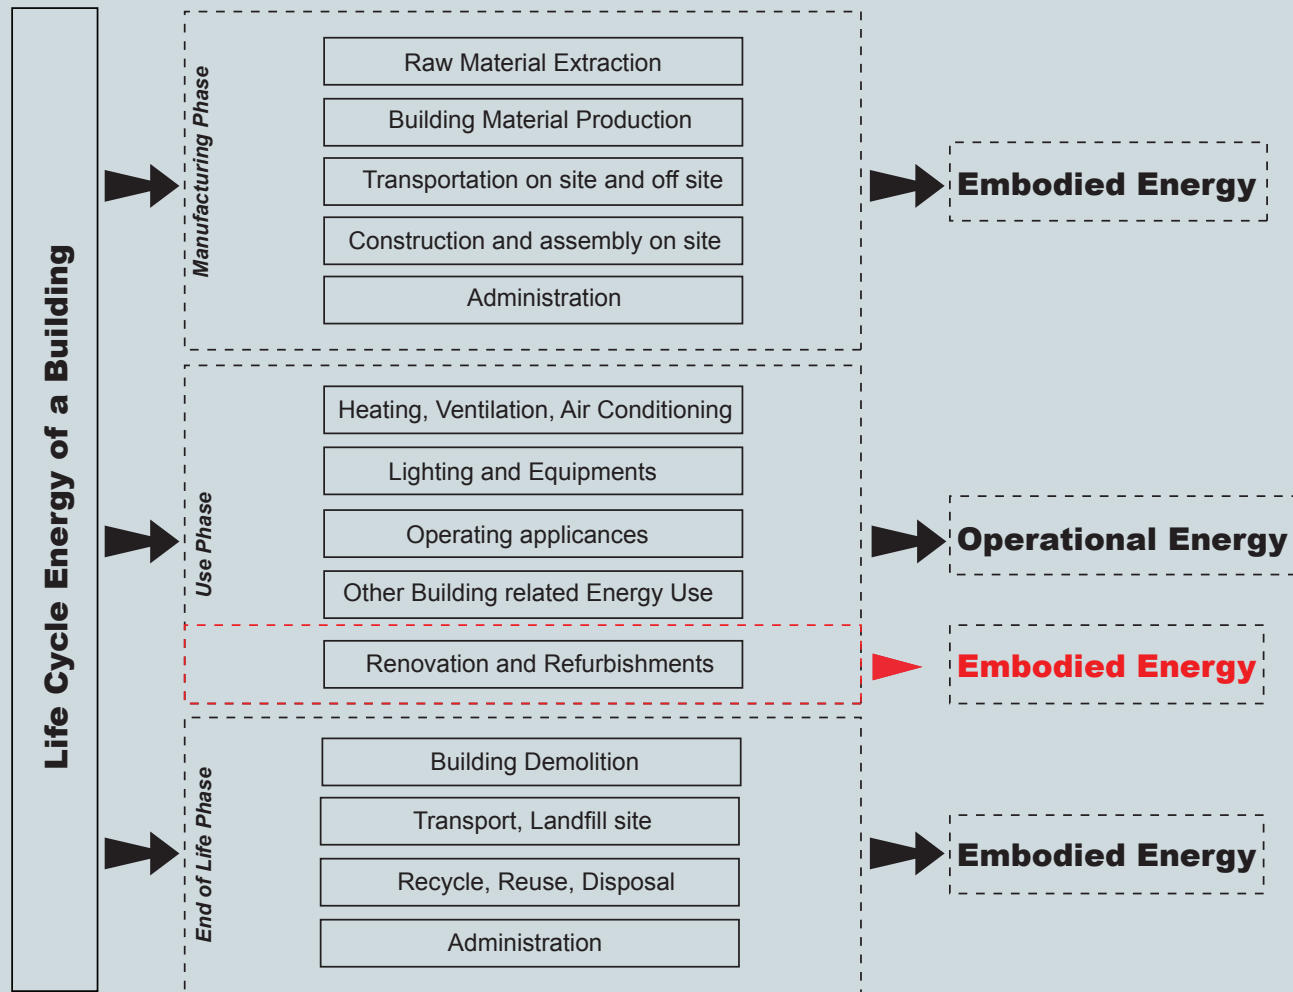 Life Cycle Energy of a Building
Manufacturing Phase
Raw Material Extraction
Building Material Production
Transportation on site and off site
Construction and assembly on site
Administration
Embodied Energy
Use Phase
Heating, Ventilation, Air Conditioning
Lighting and Equipments
Operating applicances
Other Building related Energy Use
Operational Energy
Renovation and Refurbishments
Embodied Energy
End of Life Phase
Building Demolition
Transport, Landfill site
Recycle, Reuse, Disposal
Administration
Embodied Energy